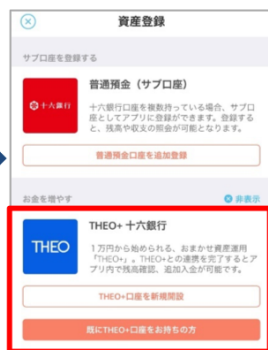 資産登録
サブ口座を登録する
普通預金（サブ口座）
十六銀行
十六銀行口座を複数持っている場合、サブ口
座としてアプリに登録ができます。登録する
と、残高や収支の照会が可能となります。
普通預金口座を追加登録
お金を増やす
非表示
THEO+ 十六銀行
THEO
1万円から始められる、おまかせ資産運用
「THEO+」。THEO+との連携を完了するとア
プリ内で残高確認、追加入金が可能です。
THEO+口座を新規開設
既にTHEO+口座をお持ちの方